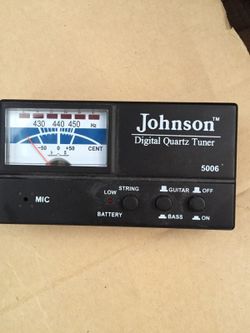 430 440 450 Hz
-50 0 +50 CENT
Johnson™
Digital Quartz Tuner
5006
MIC
LOW
BATTERY
STRING
GUITAR
BASS
OFF
ON